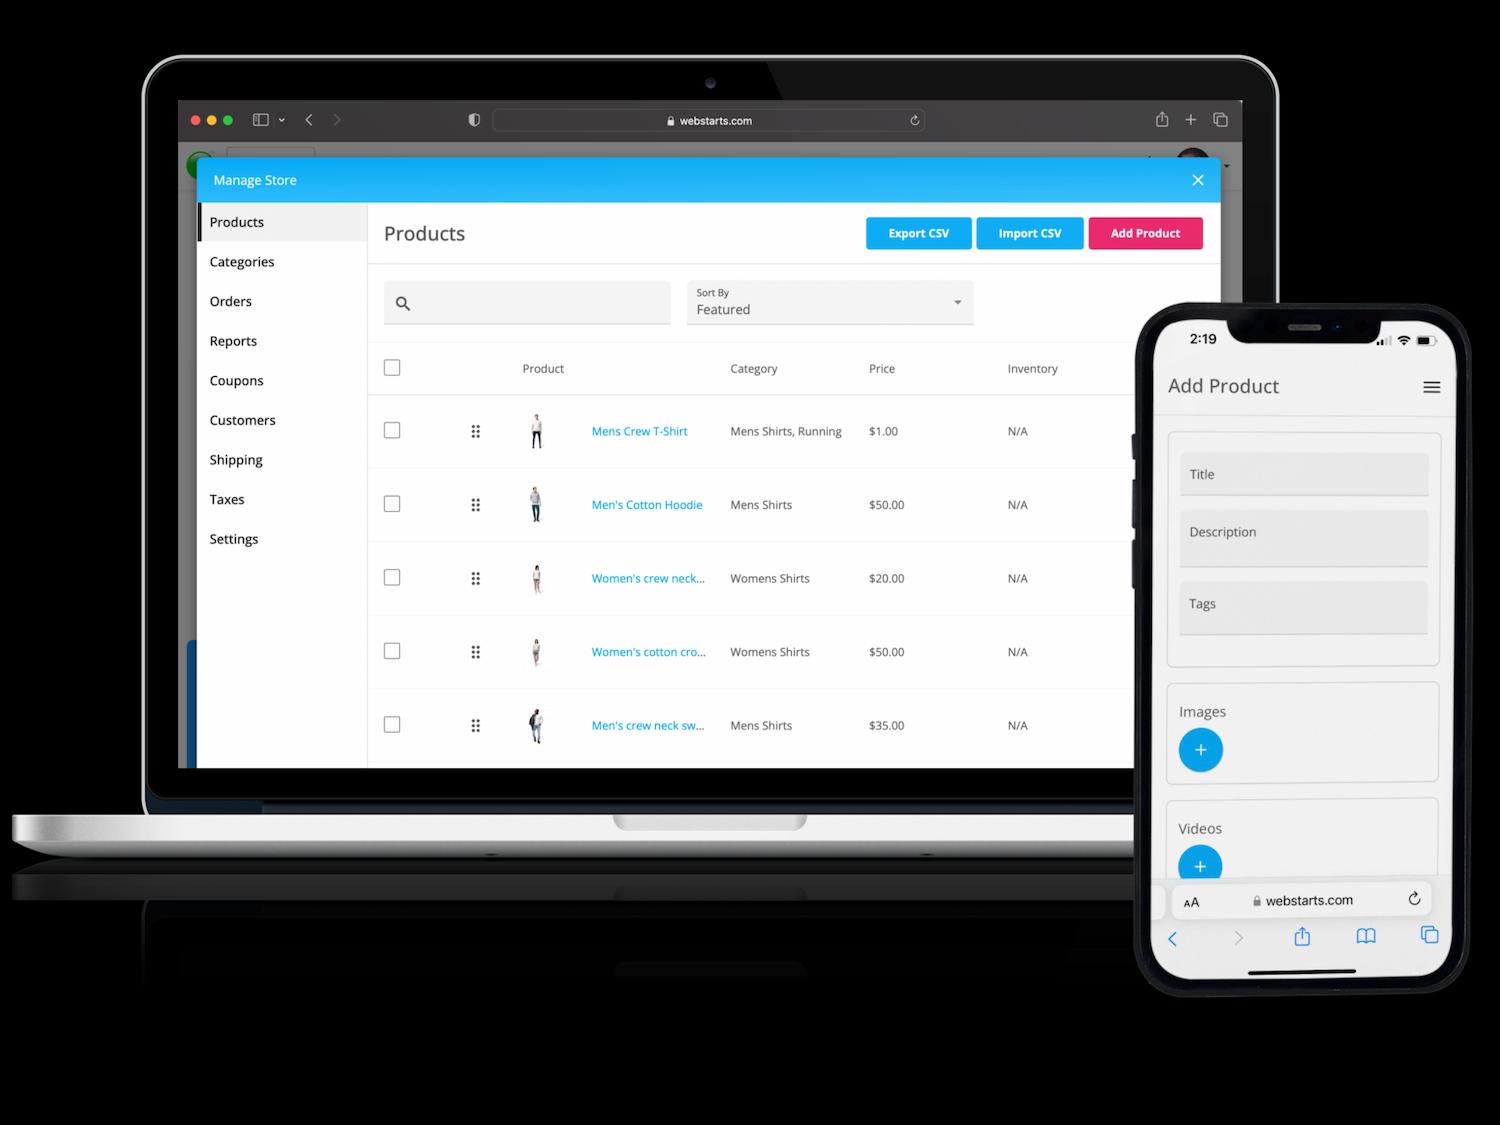 webstarts.com
Manage Store
Products
Categories
Orders
Reports
Coupons
Customers
Shipping
Taxes
Settings
Products
Export CSV
Import CSV
Add Product
Sort By
Featured
Product Category Price Inventory
Mens Crew T-Shirt Mens Shirts, Running $1.00 N/A
Men's Cotton Hoodie Mens Shirts $50.00 N/A
Women's crew neck... Womens Shirts $20.00 N/A
Women's cotton cro... Womens Shirts $50.00 N/A
Men's crew neck sw... Mens Shirts $35.00 N/A
2:19
Add Product
Title
Description
Tags
Images
Videos
AA webstarts.com